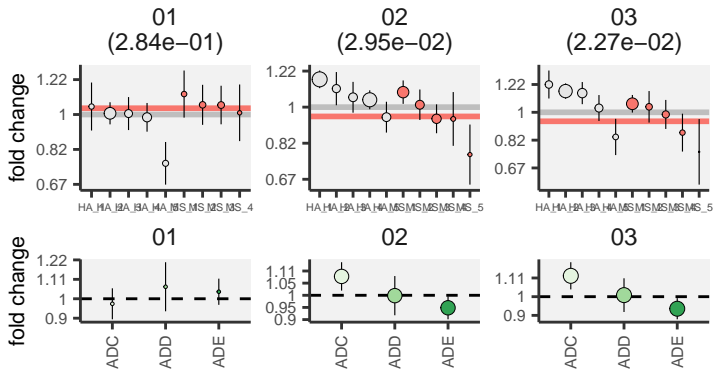 01
(2.84e−01)
02
(2.95e−02)
03
(2.27e−02)
fold change
1.22
1
0.82
0.67
1.22
1
0.82
0.67
1.22
1
0.82
0.67
01
02
03
fold change
1.22
1.11
1
0.9
1.11
1.05
1
0.95
0.9
1.11
1
0.9
ADC
ADD
ADE
ADC
ADD
ADE
ADC
ADD
ADE